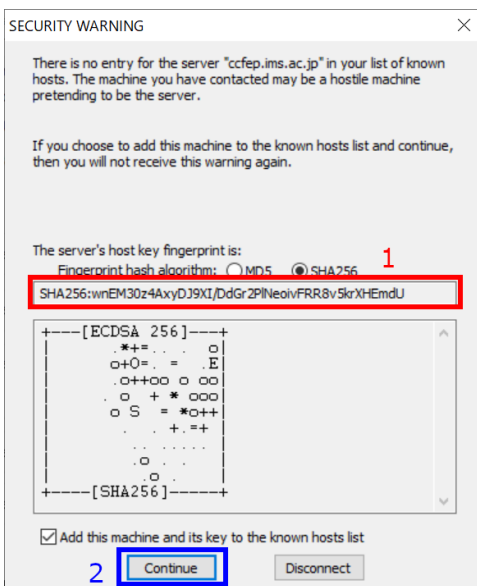 SECURITY WARNING
There is no entry for the server "ccfep.ims.ac.jp" in your list of known
hosts. The machine you have contacted may be a hostile machine
pretending to be the server.
If you choose to add this machine to the known hosts list and continue,
then you will not receive this warning again.
The server's host key fingerprint is:
1
Fingerprint hash algorithm: MD5 SHA256
SHA256:wnEM30z4AxyDJ9XI/DdGr2PlNeoivFRR8v5krXHEmdU
+---[ECDSA 256]---+
|      .*+=.. .  o|
|     o+O=. =  .E|
|      .o++oo o oo|
|    . o  + * ooo|
|     o S  = *o++|
|      .  . +.=+ |
|       .. ..... |
|       .o . .   |
|        .o .    |
+----[SHA256]-----+
Add this machine and its key to the known hosts list
2
Continue Disconnect